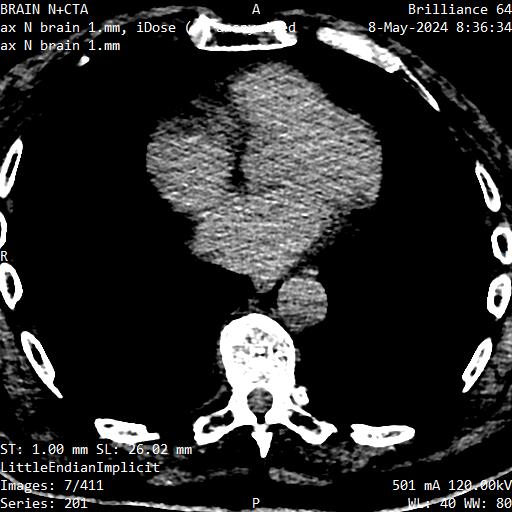 BRAIN N+CTA
A
Brilliance 64
ax N brain 1.mm, iDose (
8-May-2024 8:36:34
ax N brain 1.mm
R
ST: 1.00 mm SL: 26.02 mm
LittleEndianImplicit
Images: 7/411
501 mA 120.00kV
Series: 201
P
WL: 40 WW: 80